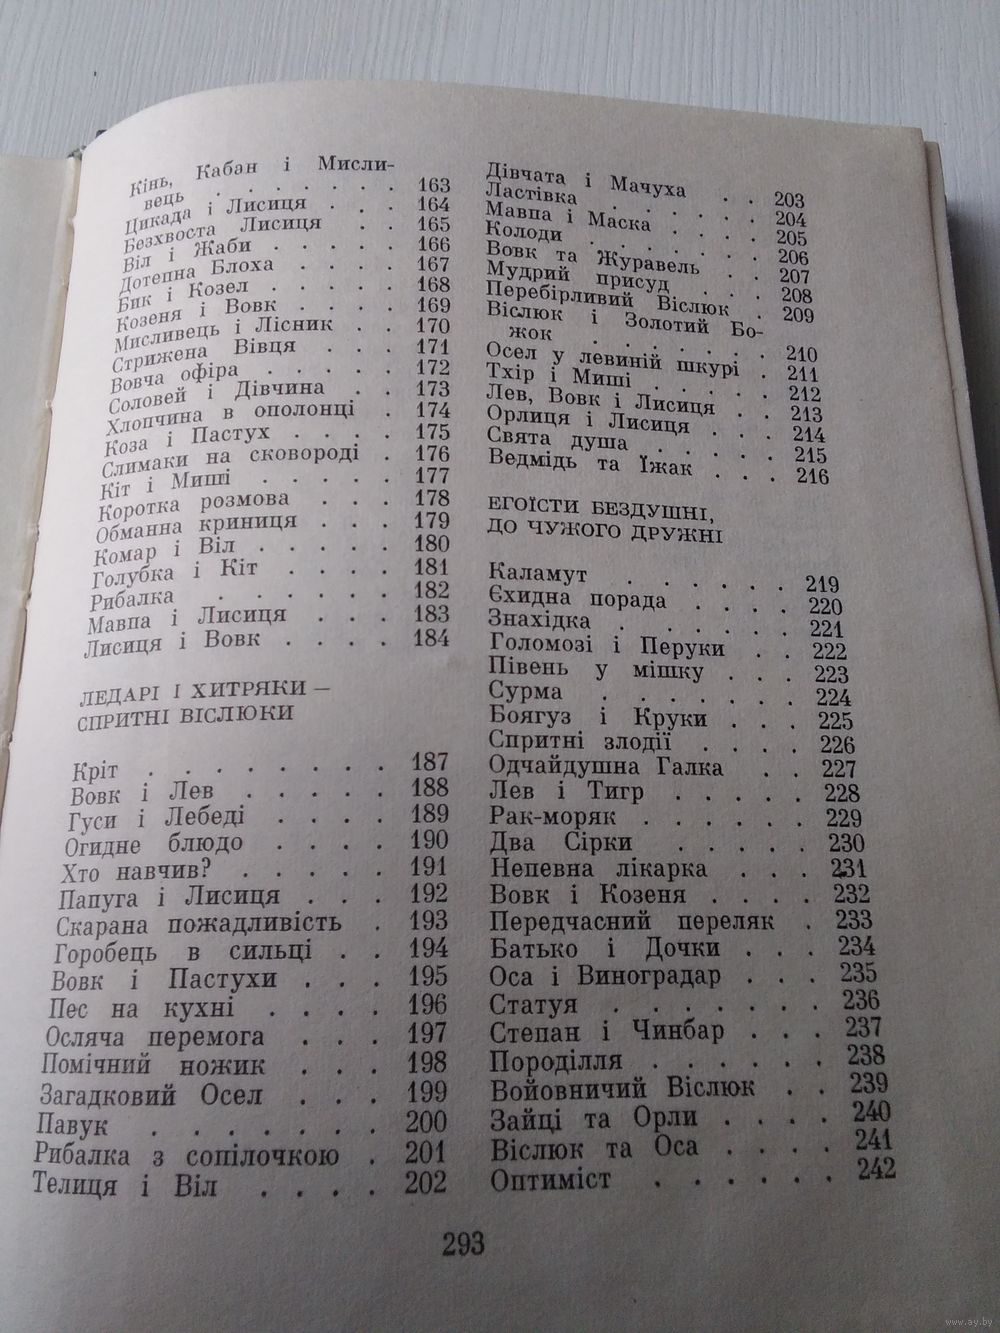 Кінь, Кабан і Мисли-
вець . . . . . . . 163
Цикада і Лисиця . . . 164
Безхвоста Лисиця . . 165
Віл і Жаби . . . . . 166
Дотепна Блоха . . . . 167
Бик і Козел . . . . . 168
Козеня і Вовк . . . . 169
Мисливець і Лісник . . 170
Стрижена Вівця . . . 171
Вовча офіра . . . . . 172
Соловей і Дівчина . . 173
Хлопчина в ополонці . 174
Коза і Пастух . . . . 175
Слимаки на сковороді . 176
Кіт і Миші . . . . . 177
Коротка розмова . . . 178
Обманна криниця . . . 179
Комар і Віл . . . . . 180
Голубка і Кіт . . . . 181
Рибалка . . . . . . 182
Мавпа і Лисиця . . . 183
Лисиця і Вовк . . . . 184
ЛЕДАРІ І ХИТРЯКИ —
СПРИТНІ ВІСЛЮКИ
Кріт . . . . . . . . 187
Вовк і Лев . . . . . 188
Гуси і Лебеді . . . . 189
Огидне блюдо . . . . 190
Хто навчив? . . . . . 191
Папуга і Лисиця . . . 192
Скарана пожадливість . 193
Горобець в сильці . . 194
Вовк і Пастухи . . . 195
Пес на кухні . . . . 196
Осляча перемога . . . 197
Помічний ножик . . . 198
Загадковий Осел . . . 199
Павук . . . . . . . 200
Рибалка з сопілочкою . 201
Телиця і Віл . . . . 202
Дівчата і Мачуха . . 203
Ластівка . . . . . . 204
Мавпа і Маска . . . . 205
Колоди . . . . . . 206
Вовк та Журавель . . 207
Мудрий присуд . . . 208
Перебірливий Віслюк . 209
Віслюк і Золотий Бо-
жок . . . . . . . 210
Осел у левиній шкурі . 211
Тхір і Миші . . . . 212
Лев, Вовк і Лисиця . . 213
Орлиця і Лисиця . . . 214
Свята душа . . . . . 215
Ведмідь та Їжак . . . 216
ЕГОЇСТИ БЕЗДУШНІ,
ДО ЧУЖОГО ДРУЖНІ
Каламут . . . . . . 219
Єхидна порада . . . . 220
Знахідка . . . . . . 221
Голомозі і Перуки . . 222
Півень у мішку . . . 223
Сурма . . . . . . 224
Боягуз і Круки . . . 225
Спритні злодії . . . . 226
Одчайдушна Галка . . 227
Лев і Тигр . . . . . 228
Рак-моряк . . . . . . 229
Два Сірки . . . . . 230
Непевна лікарка . . . 231
Вовк і Козеня . . . . 232
Передчасний переляк . 233
Батько і Дочки . . . 234
Оса і Виноградар . . . 235
Статуя . . . . . . . 236
Степан і Чинбар . . . 237
Породілля . . . . . . 238
Войовничий Віслюк . . 239
Зайці та Орли . . . . 240
Віслюк та Оса . . . . 241
Оптиміст . . . . . . 242
293
www.ay.by